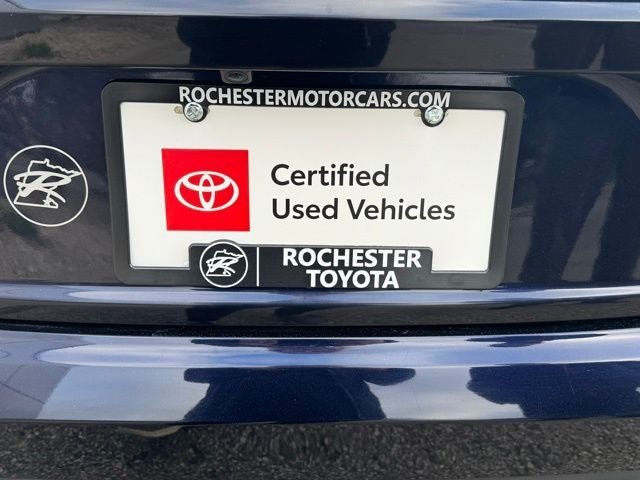 ROCHESTERMOTORCARS.COM
Certified
Used Vehicles
ROCHESTER
TOYOTA